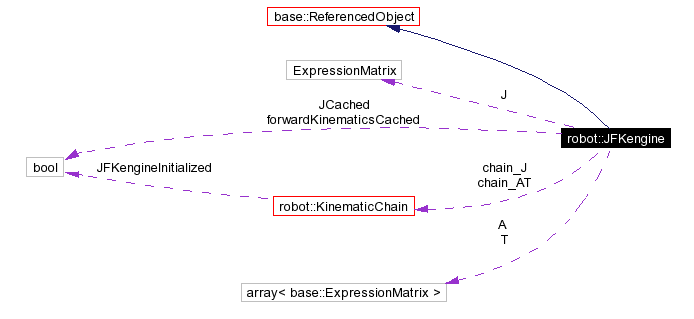 base::ReferencedObject
ExpressionMatrix
J
JCached
forwardKinematicsCached
robot::JFKengine
bool
JFKengineInitialized
chain_J
chain_AT
robot::KinematicChain
A
T
array< base::ExpressionMatrix >